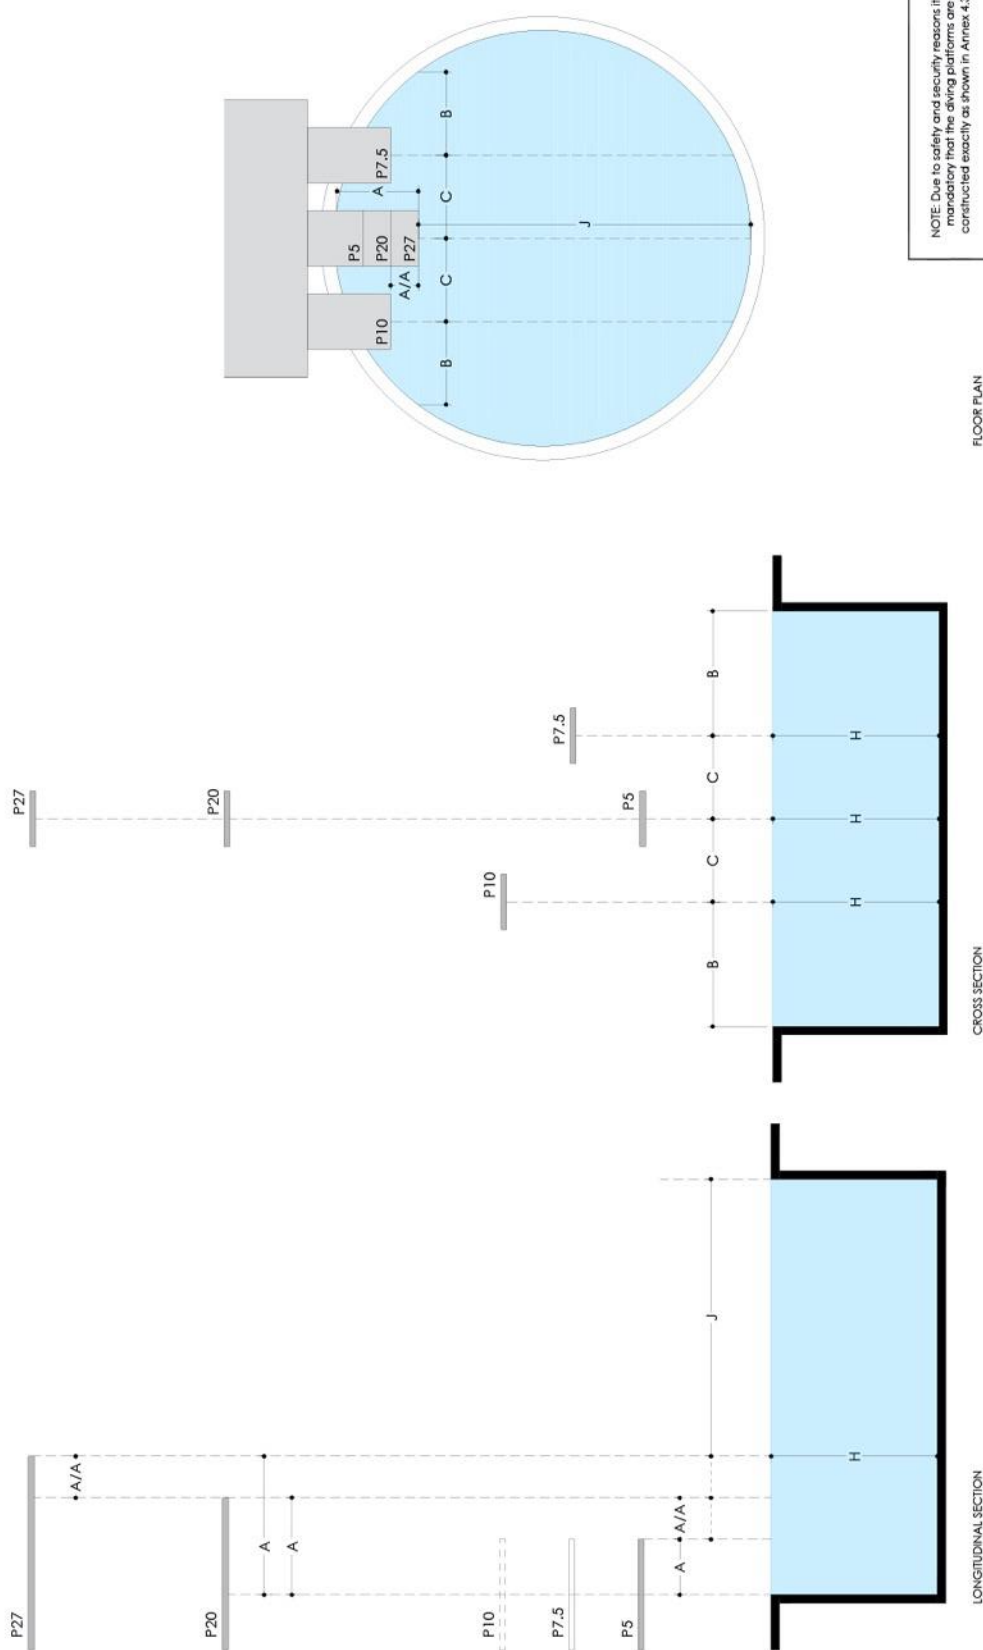 P27
A/A
P20
A
A
P10
P7.5
P5
A
A/A
J
H
LONGITUDINAL SECTION
P27
P20
P10
P7.5
P5
B
C
C
B
H
H
H
CROSS SECTION
P10
P5
P20
P27
P7.5
A
A/A
B
C
C
B
J
FLOOR PLAN
NOTE: Due to safety and security reasons it
mandatory that the diving platforms are
constructed exactly as shown in Annex